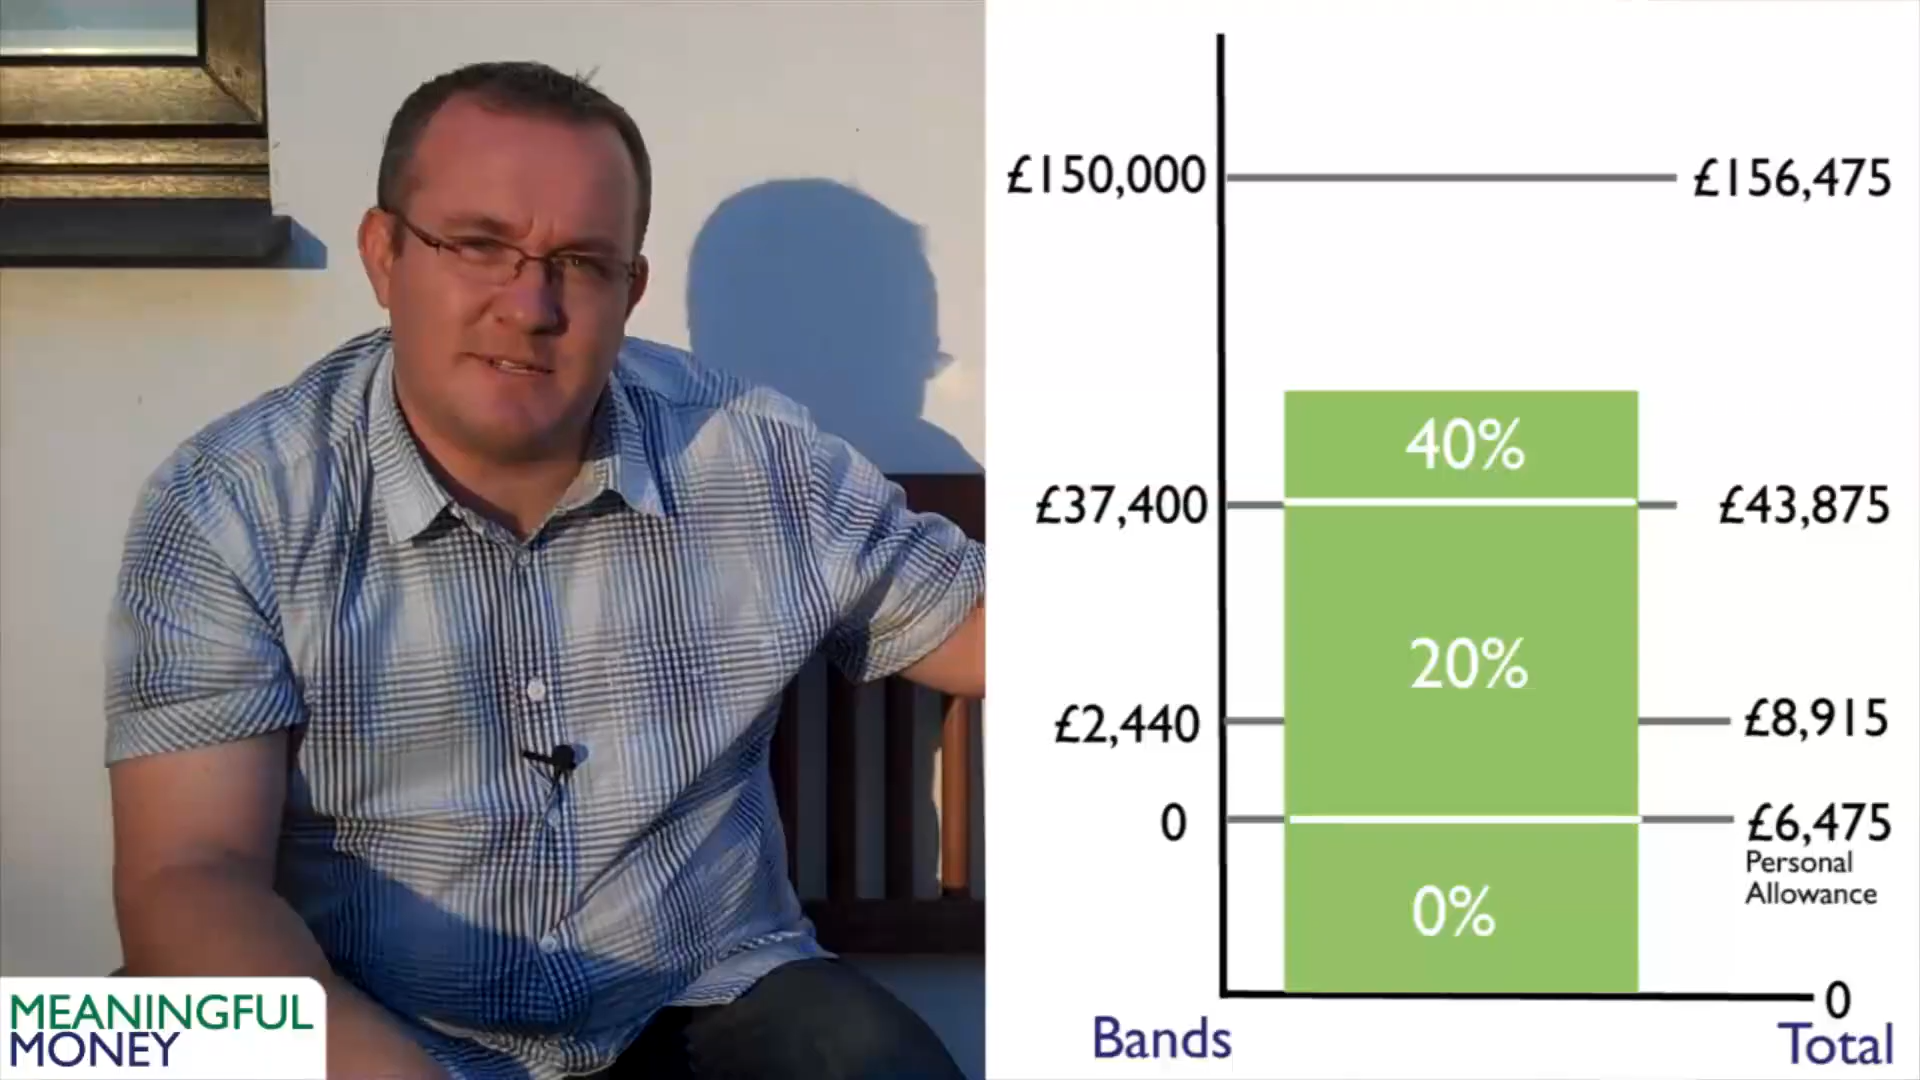 £150,000
£156,475
40%
£37,400
£43,875
20%
£2,440
£8,915
0
£6,475
Personal
Allowance
0%
0
Bands
Total
MEANINGFUL
MONEY